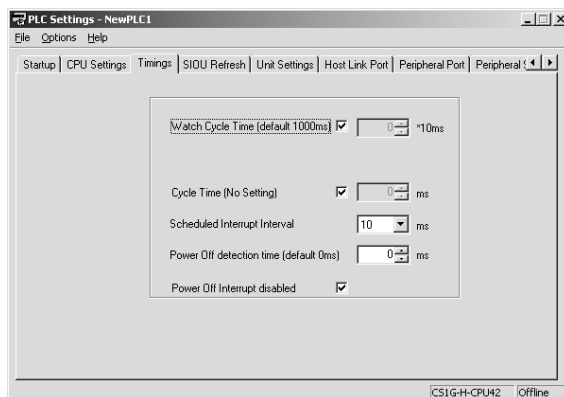 PLC Settings - NewPLC1
File Options Help
Startup CPU Settings Timings SIOU Refresh Unit Settings Host Link Port Peripheral Port Peripheral
Watch Cycle Time (default 1000ms) 0 *10ms
Cycle Time (No Setting) 0 ms
Scheduled Interrupt Interval 10 ms
Power Off detection time (default 0ms) 0 ms
Power Off Interrupt disabled
CS1G-H-CPU42 Offline